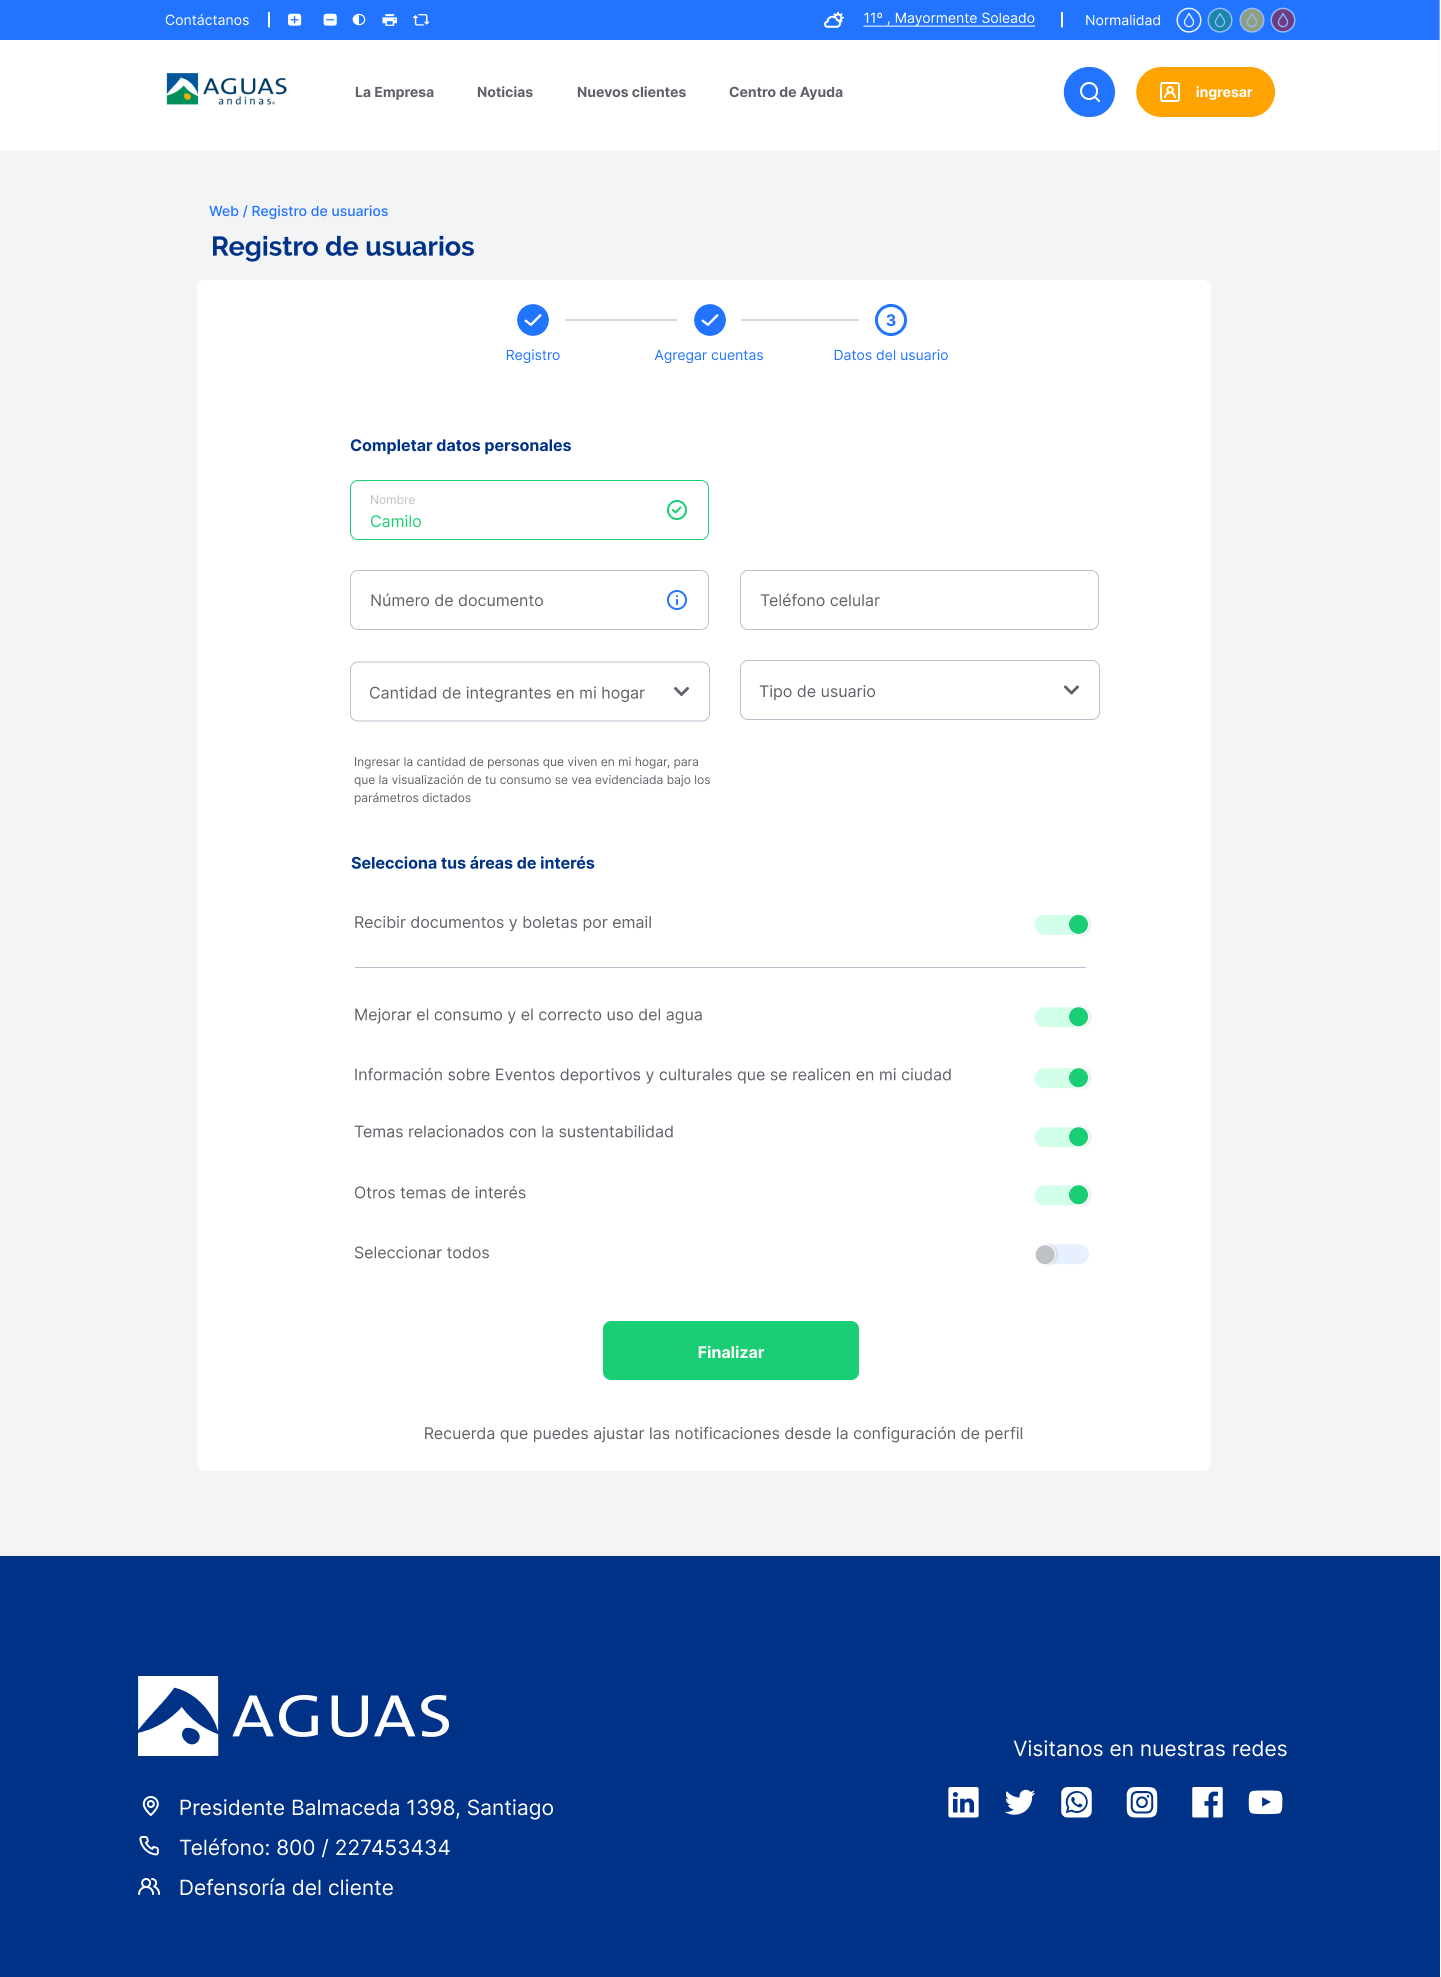 Contáctanos
11º , Mayormente Soleado
Normalidad
AGUAS
andinas
La Empresa
Noticias
Nuevos clientes
Centro de Ayuda
ingresar
Web / Registro de usuarios
Registro de usuarios
3
Registro
Agregar cuentas
Datos del usuario
Completar datos personales
Nombre
Camilo
Número de documento
Teléfono celular
Cantidad de integrantes en mi hogar
Tipo de usuario
Ingresar la cantidad de personas que viven en mi hogar, para
que la visualización de tu consumo se vea evidenciada bajo los
parámetros dictados
Selecciona tus áreas de interés
Recibir documentos y boletas por email
Mejorar el consumo y el correcto uso del agua
Información sobre Eventos deportivos y culturales que se realicen en mi ciudad
Temas relacionados con la sustentabilidad
Otros temas de interés
Seleccionar todos
Finalizar
Recuerda que puedes ajustar las notificaciones desde la configuración de perfil
AGUAS
Visitanos en nuestras redes
Presidente Balmaceda 1398, Santiago
Teléfono: 800 / 227453434
Defensoría del cliente